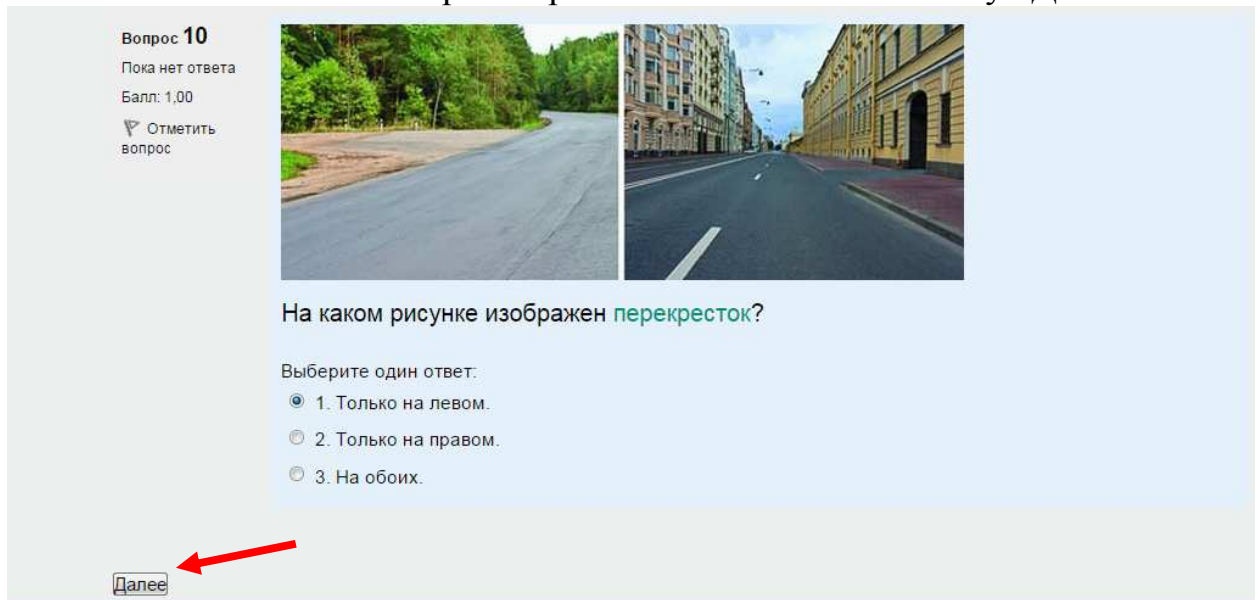 Вопрос 10
Пока нет ответа
Балл: 1,00
Отметить
вопрос
На каком рисунке изображен перекресток?
Выберите один ответ:
1. Только на левом.
2. Только на правом.
3. На обоих.
Далее